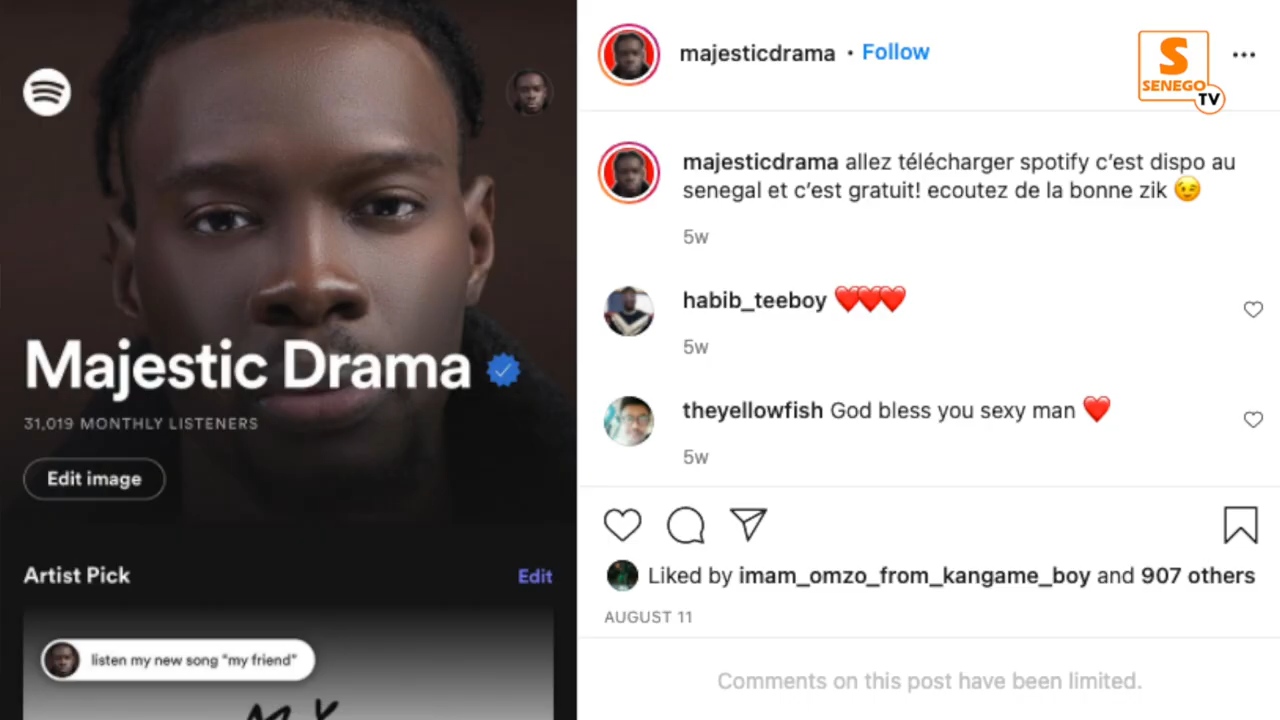 Majestic Drama
31,019 MONTHLY LISTENERS
Edit image
Artist Pick
Edit
listen my new song "my friend"
majesticdrama • Follow
S
SENEGO
TV
majesticdrama allez télécharger spotify c'est dispo au
senegal et c'est gratuit! ecoutez de la bonne zik 😉
5w
habib_teeboy ❤️❤️❤️
5w
theyellowfish God bless you sexy man ❤️
5w
Liked by imam_omzo_from_kangame_boy and 907 others
AUGUST 11
Comments on this post have been limited.